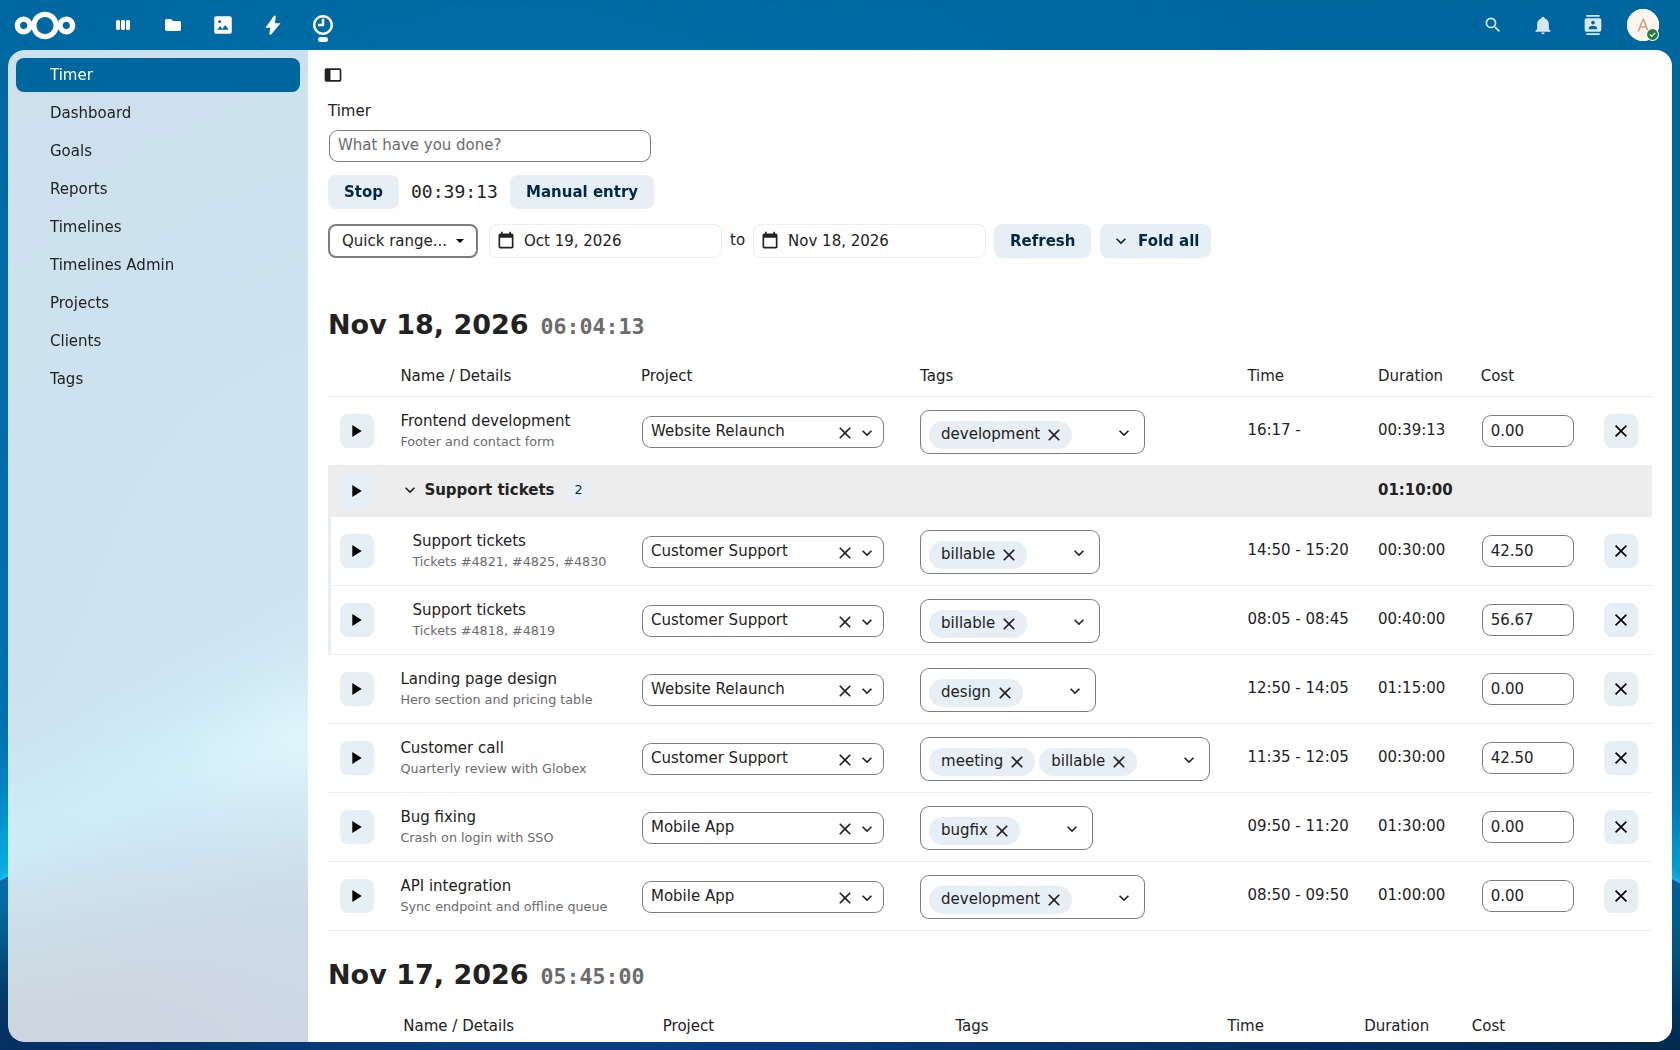 A
Timer
Dashboard
Goals
Reports
Timelines
Timelines Admin
Projects
Clients
Tags
Timer
What have you done?
Stop 00:39:13 Manual entry
Quick range... Oct 19, 2026 to Nov 18, 2026 Refresh Fold all
Nov 18, 2026 06:04:13
Name / Details Project Tags Time Duration Cost
Frontend development Website Relaunch development 16:17 - 00:39:13 0.00
Footer and contact form
Support tickets 2 01:10:00
Support tickets Customer Support billable 14:50 - 15:20 00:30:00 42.50
Tickets #4821, #4825, #4830
Support tickets Customer Support billable 08:05 - 08:45 00:40:00 56.67
Tickets #4818, #4819
Landing page design Website Relaunch design 12:50 - 14:05 01:15:00 0.00
Hero section and pricing table
Customer call Customer Support meeting billable 11:35 - 12:05 00:30:00 42.50
Quarterly review with Globex
Bug fixing Mobile App bugfix 09:50 - 11:20 01:30:00 0.00
Crash on login with SSO
API integration Mobile App development 08:50 - 09:50 01:00:00 0.00
Sync endpoint and offline queue
Nov 17, 2026 05:45:00
Name / Details Project Tags Time Duration Cost